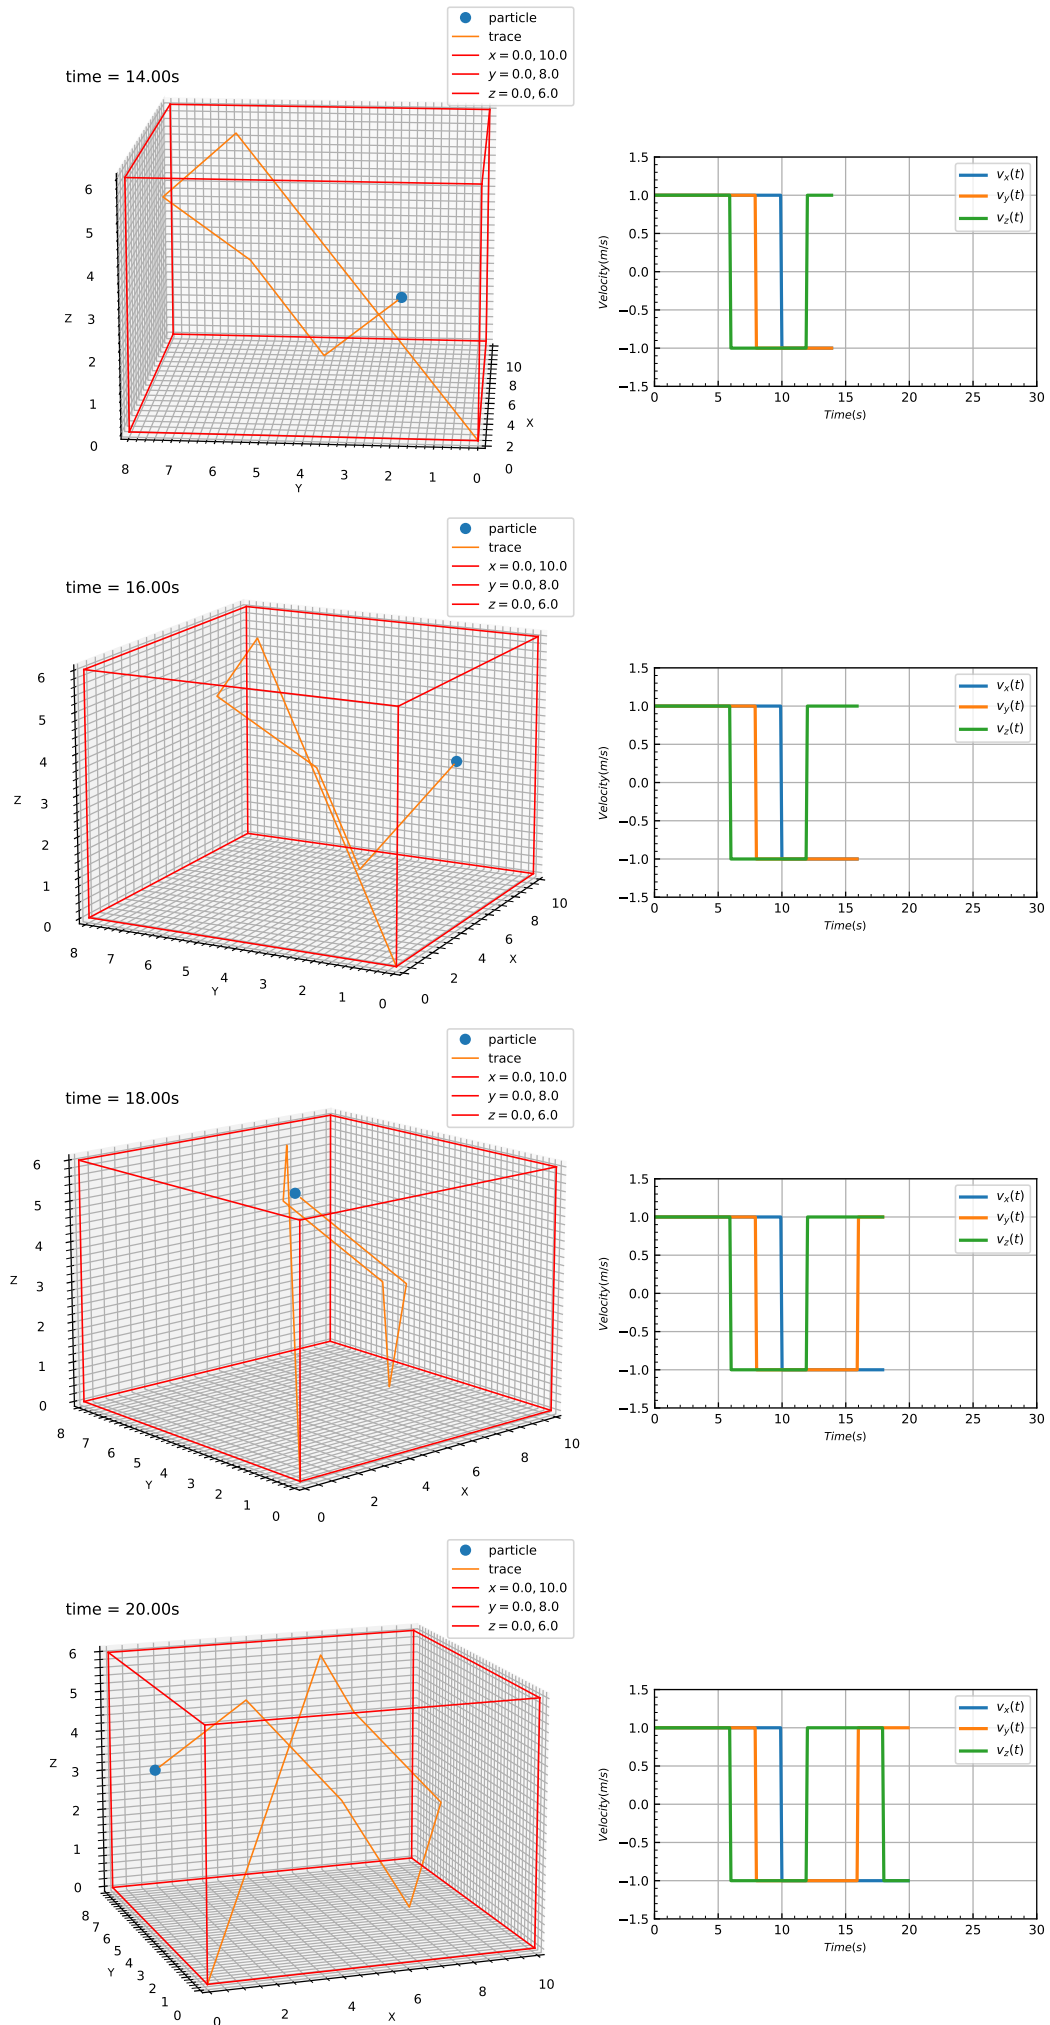 particle
trace
x = 0.0, 10.0
y = 0.0, 8.0
z = 0.0, 6.0
time = 14.00s
6
5
4
Z 3
2
1
0
10
8
6
4
2
0
X
8 7 6 5 4 3 2 1 0
Y
1.5
1.0
0.5
0.0
−0.5
−1.0
−1.5
Velocity(m/s)
vx(t)
vy(t)
vz(t)
0 5 10 15 20 25 30
Time(s)
particle
trace
x = 0.0, 10.0
y = 0.0, 8.0
z = 0.0, 6.0
time = 16.00s
6
5
4
Z 3
2
1
0
10
8
6
4
2
0
X
8 7 6 5 4 3 2 1 0
Y
1.5
1.0
0.5
0.0
−0.5
−1.0
−1.5
Velocity(m/s)
vx(t)
vy(t)
vz(t)
0 5 10 15 20 25 30
Time(s)
particle
trace
x = 0.0, 10.0
y = 0.0, 8.0
z = 0.0, 6.0
time = 18.00s
6
5
4
Z 3
2
1
0
8 7 6 5 4 3 2 1 0
Y
0 2 4 6 8 10
X
1.5
1.0
0.5
0.0
−0.5
−1.0
−1.5
Velocity(m/s)
vx(t)
vy(t)
vz(t)
0 5 10 15 20 25 30
Time(s)
particle
trace
x = 0.0, 10.0
y = 0.0, 8.0
z = 0.0, 6.0
time = 20.00s
6
5
4
Z 3
2
1
0
8 7 6 5 4 3 2 1 0
Y
0 2 4 6 8 10
X
1.5
1.0
0.5
0.0
−0.5
−1.0
−1.5
Velocity(m/s)
vx(t)
vy(t)
vz(t)
0 5 10 15 20 25 30
Time(s)